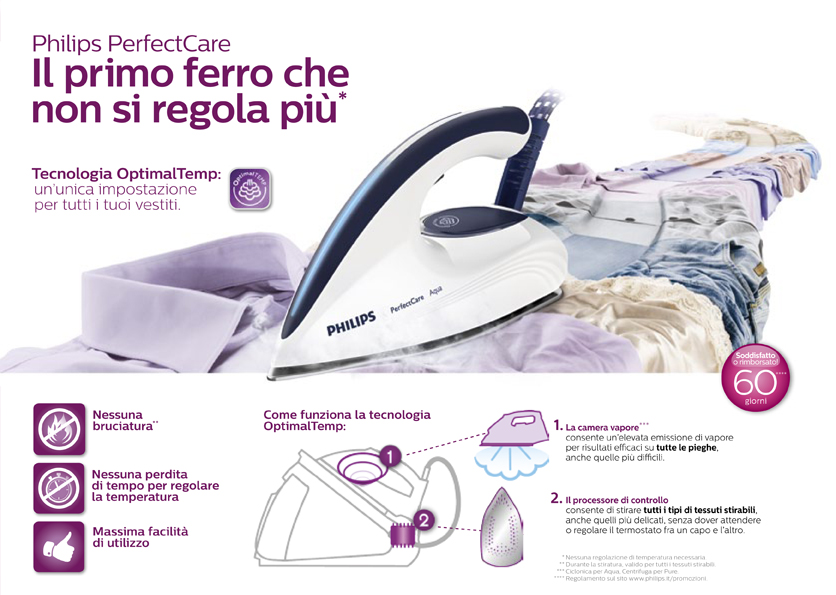 Philips PerfectCare
Il primo ferro che
non si regola più*
Tecnologia OptimalTemp:
un'unica impostazione
per tutti i tuoi vestiti.
OptimalTEMP
PHILIPS PerfectCare Aqua
Soddisfatto
o rimborsato!
60****
giorni
Nessuna
bruciatura**
Nessuna perdita
di tempo per regolare
la temperatura
Massima facilità
di utilizzo
Come funziona la tecnologia
OptimalTemp:
1
2
1. La camera vapore***
consente un'elevata emissione di vapore
per risultati efficaci su tutte le pieghe,
anche quelle più difficili.
2. Il processore di controllo
consente di stirare tutti i tipi di tessuti stirabili,
anche quelli più delicati, senza dover attendere
o regolare il termostato fra un capo e l'altro.
* Nessuna regolazione di temperatura necessaria
** Durante la stiratura, valido per tutti i tessuti stirabili.
*** Ciclonica per Aqua, Centrifuga per Pure.
**** Regolamento sul sito www.philips.it/promozioni